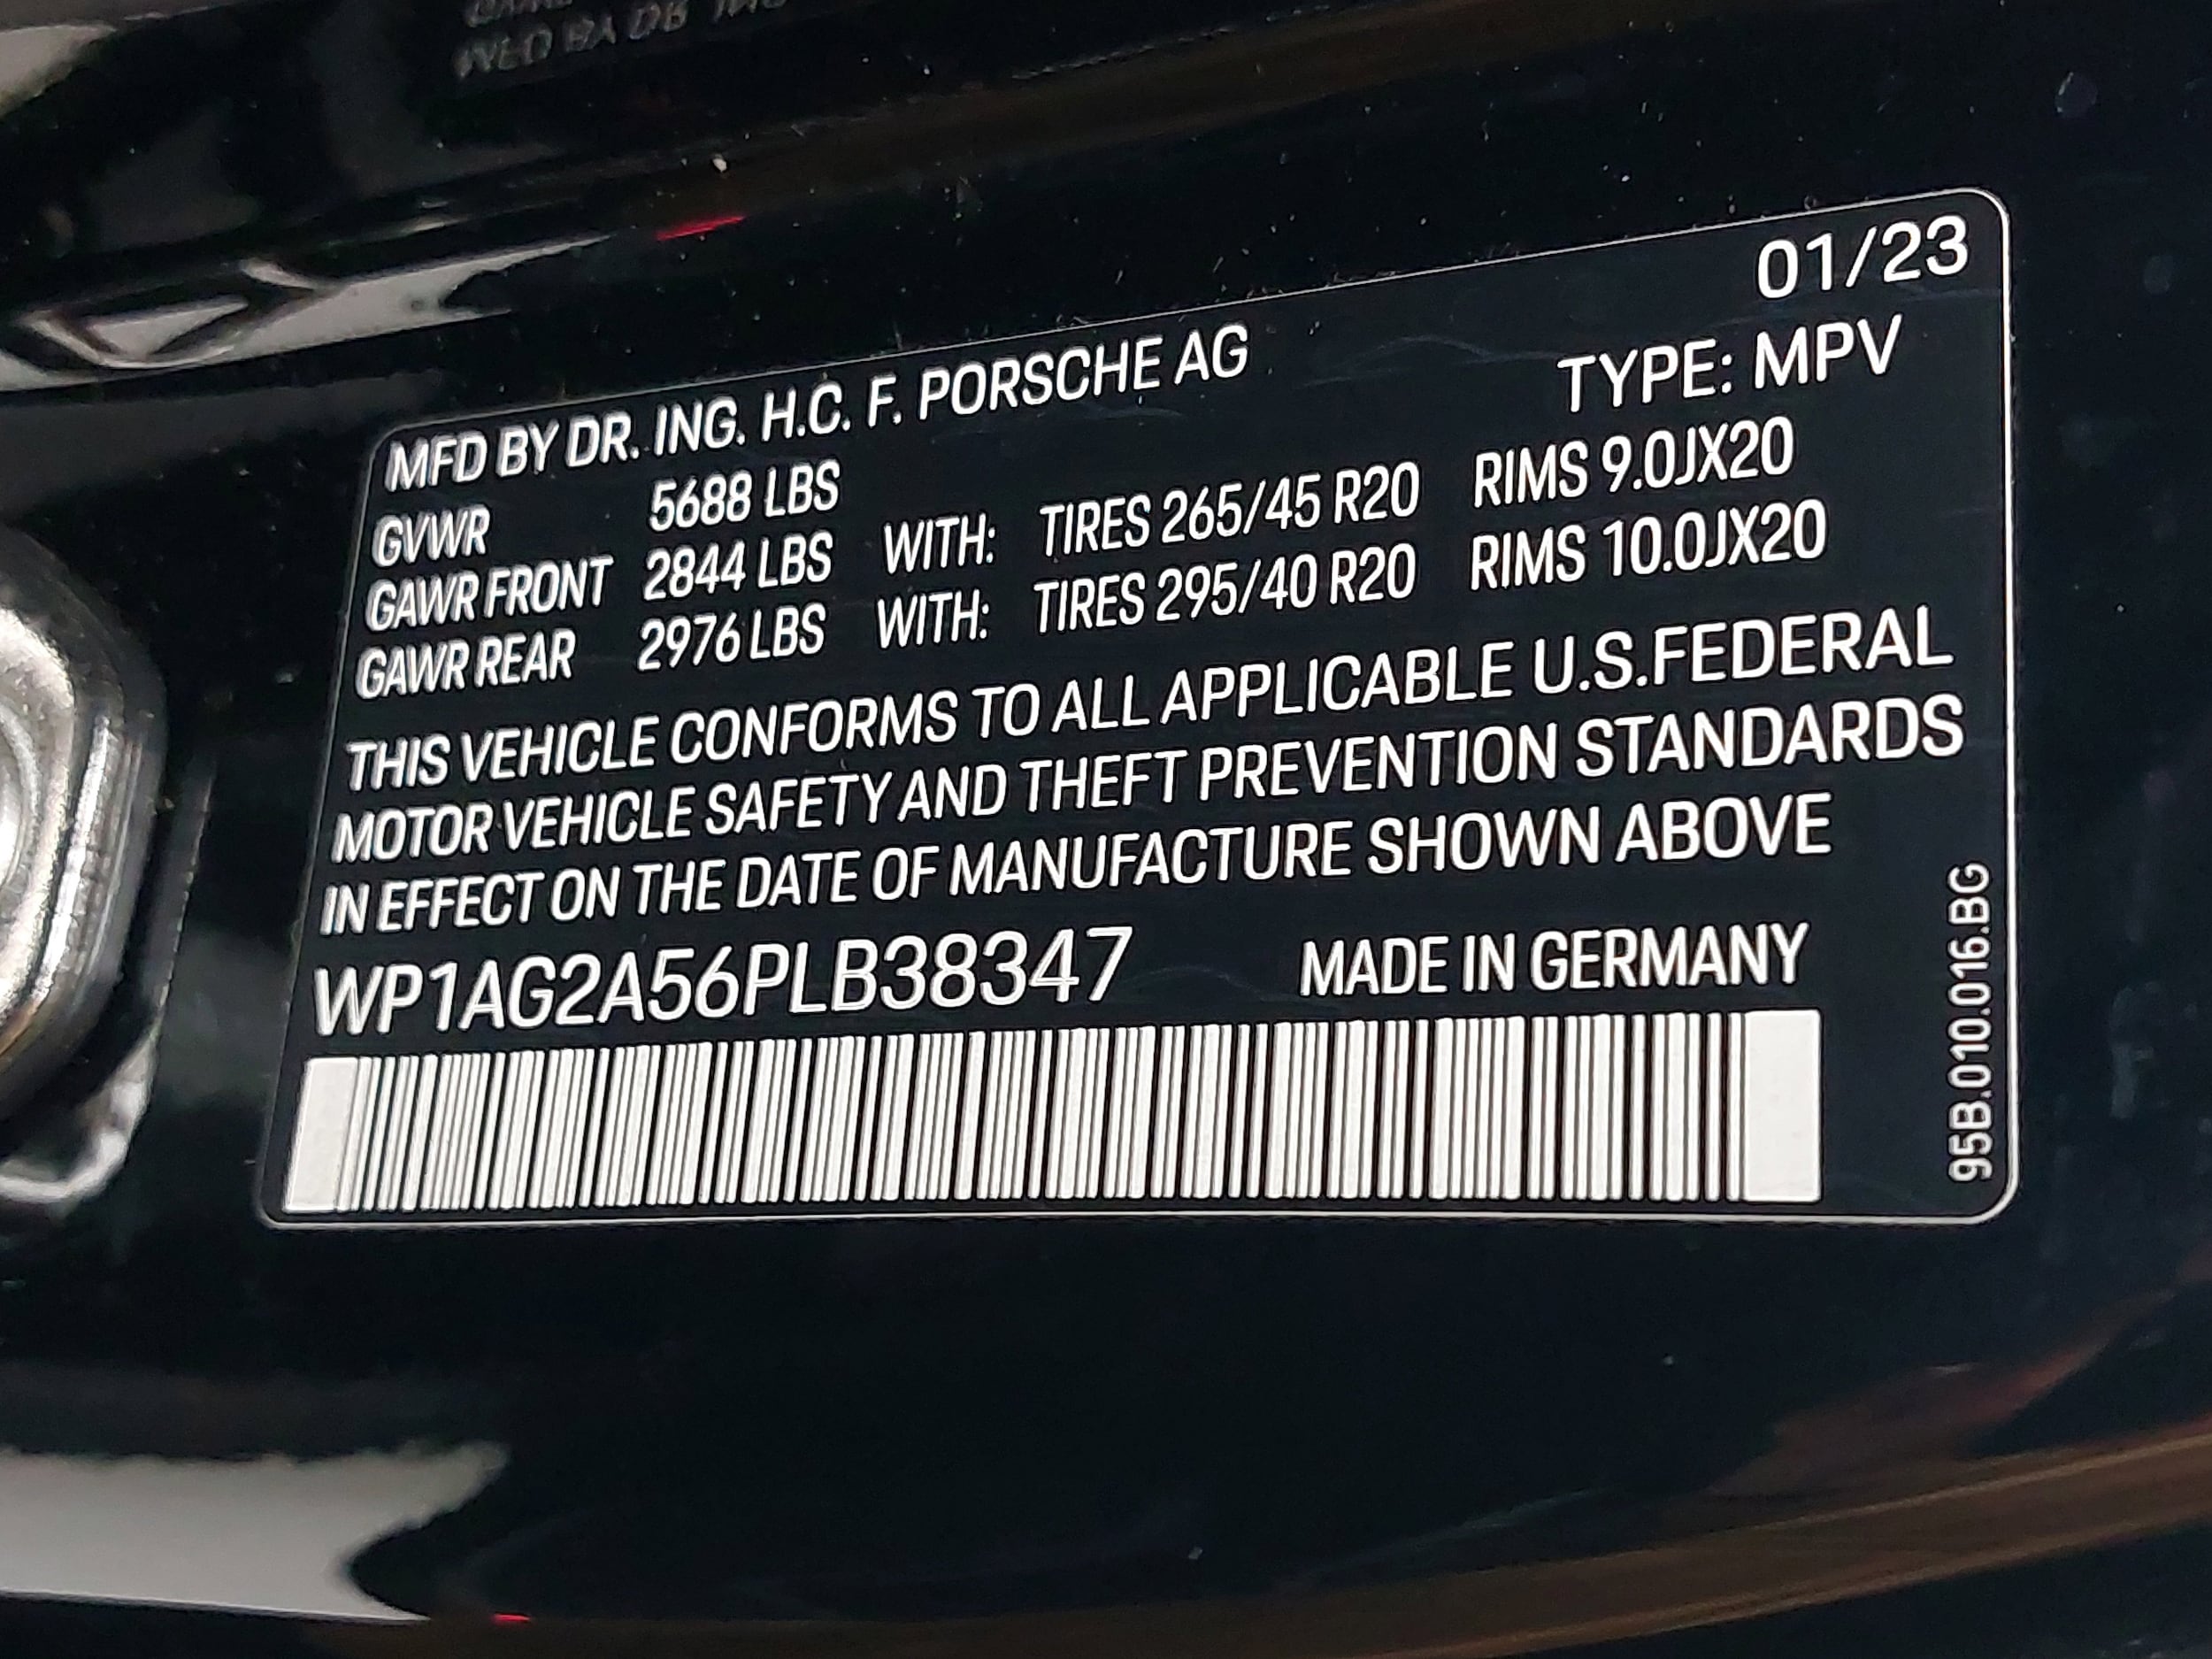 01/23
MFD BY DR. ING. H.C. F. PORSCHE AG
TYPE: MPV
GVWR 5688 LBS
GAWR FRONT 2844 LBS WITH: TIRES 265/45 R20 RIMS 9.0JX20
GAWR REAR 2976 LBS WITH: TIRES 295/40 R20 RIMS 10.0JX20
THIS VEHICLE CONFORMS TO ALL APPLICABLE U.S.FEDERAL
MOTOR VEHICLE SAFETY AND THEFT PREVENTION STANDARDS
IN EFFECT ON THE DATE OF MANUFACTURE SHOWN ABOVE
WP1AG2A56PLB38347 MADE IN GERMANY
95B.010.016.BG